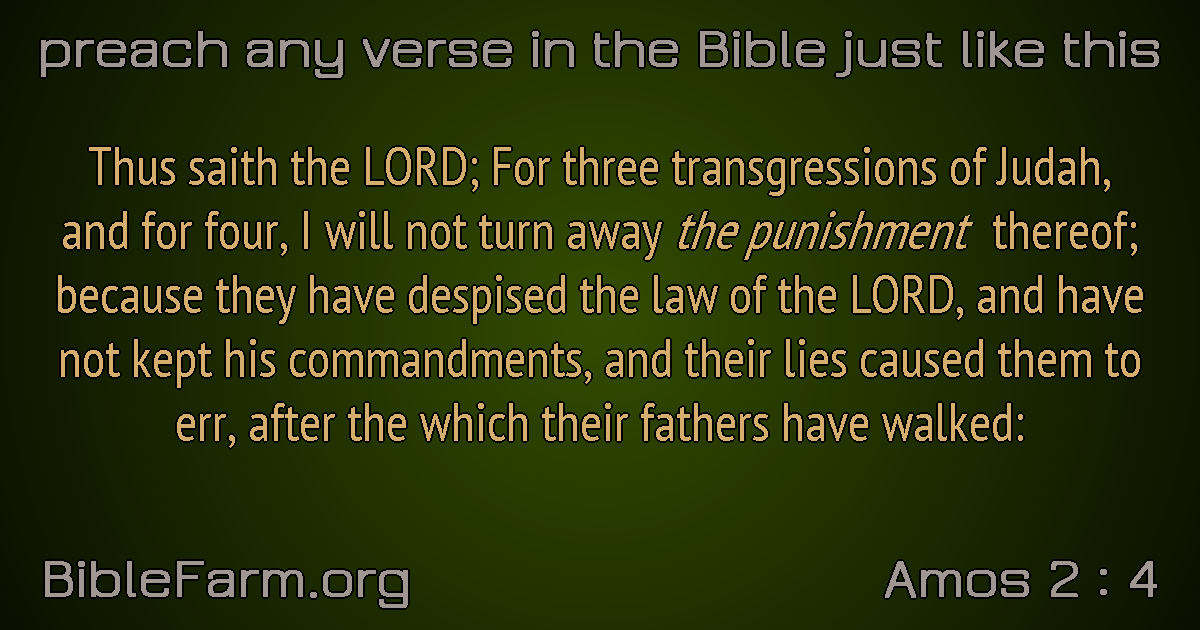 preach any verse in the Bible just like this
Thus saith the LORD; For three transgressions of Judah,
and for four, I will not turn away the punishment thereof;
because they have despised the law of the LORD, and have
not kept his commandments, and their lies caused them to
err, after the which their fathers have walked:
BibleFarm.org
Amos 2 : 4